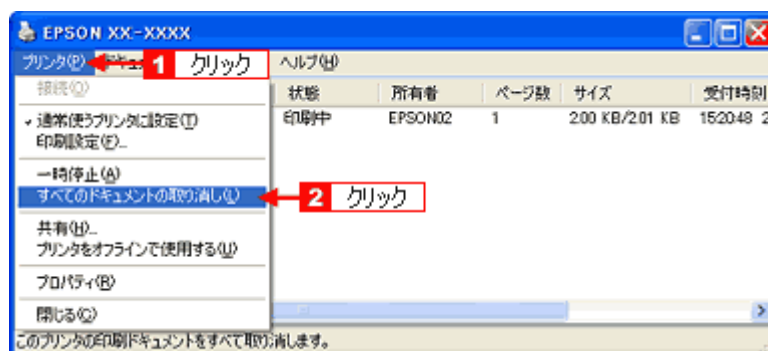 EPSON XX-XXXX
プリンタ(P) 1 クリック ヘルプ(H)
接続(O)
状態 所有者 ページ数 サイズ 受付時刻
通常使うプリンタに設定(T)
印刷中 EPSON02 1 2.00 KB/2.01 KB 15:20:48 2
印刷設定(E)...
一時停止(A)
すべてのドキュメントの取り消し(L) 2 クリック
共有(H)...
プリンタをオフラインで使用する(U)
プロパティ(R)
閉じる(C)
このプリンタの印刷ドキュメントをすべて取り消します。